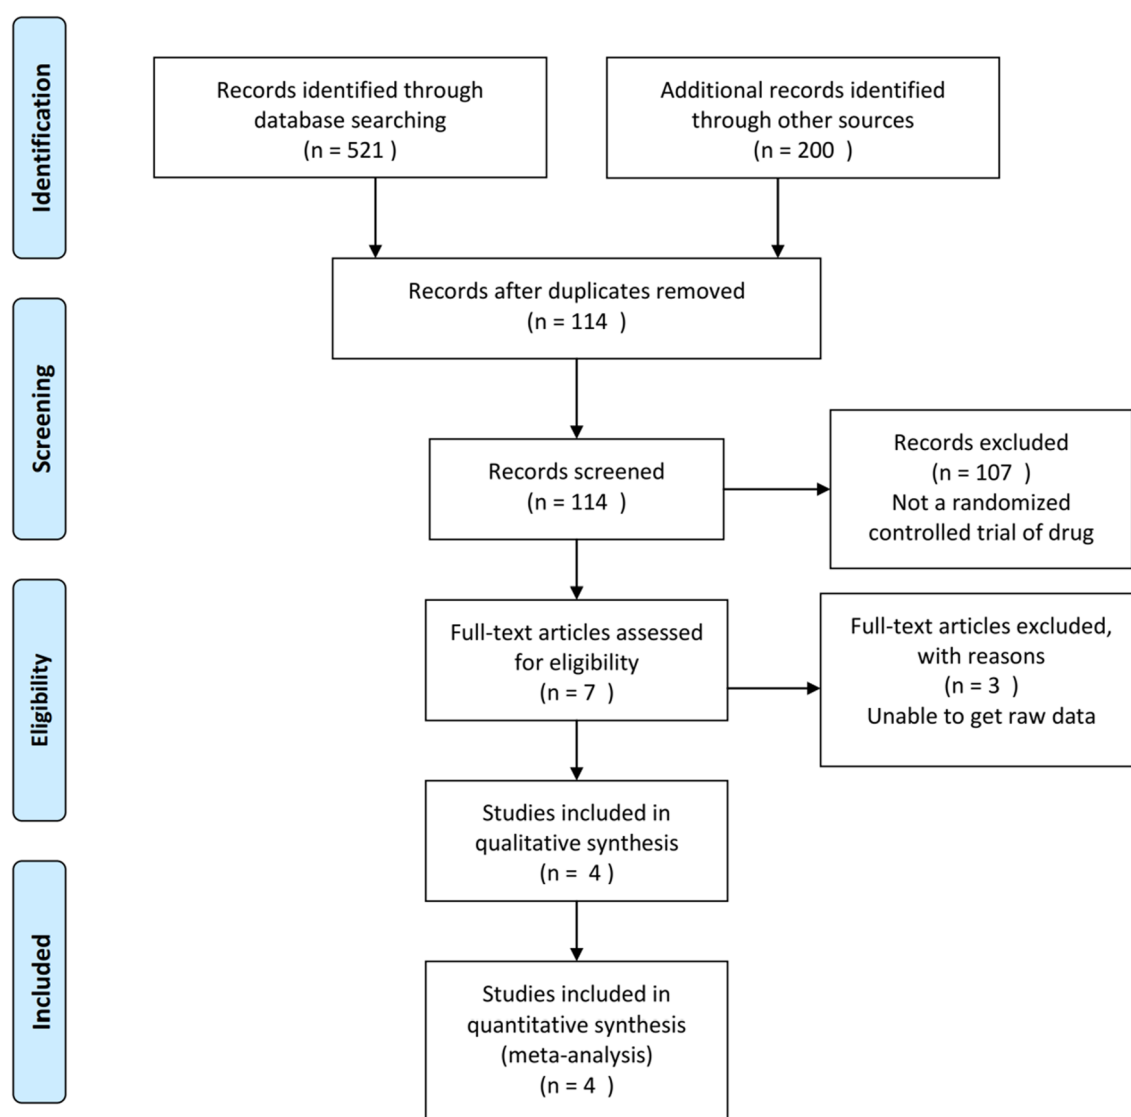 Identification
Records identified through
database searching
(n = 521 )
Additional records identified
through other sources
(n = 200  )
Records after duplicates removed
(n = 114  )
Screening
Records screened
(n = 114  )
Records excluded
(n = 107  )
Not a randomized
controlled trial of drug
Eligibility
Full-text articles assessed
for eligibility
(n = 7  )
Full-text articles excluded,
with reasons
(n = 3  )
Unable to get raw data
Studies included in
qualitative synthesis
(n =  4 )
Included
Studies included in
quantitative synthesis
(meta-analysis)
(n = 4  )